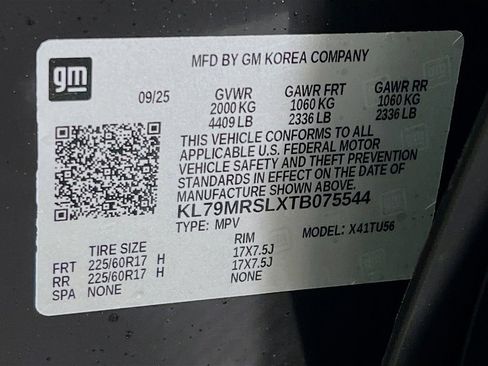 gm
MFD BY GM KOREA COMPANY
09/25 GVWR GAWR FRT GAWR RR
2000 KG 1060 KG 1060 KG
4409 LB 2336 LB 2336 LB
THIS VEHICLE CONFORMS TO ALL
APPLICABLE U.S. FEDERAL MOTOR
VEHICLE SAFETY AND THEFT PREVENTION
STANDARDS IN EFFECT ON THE DATE OF
MANUFACTURE SHOWN ABOVE.
KL79MRSLXTB075544
TYPE: MPV MODEL: X41TU56
TIRE SIZE RIM
FRT 225/60R17 H 17X7.5J
RR 225/60R17 H 17X7.5J
SPA NONE NONE